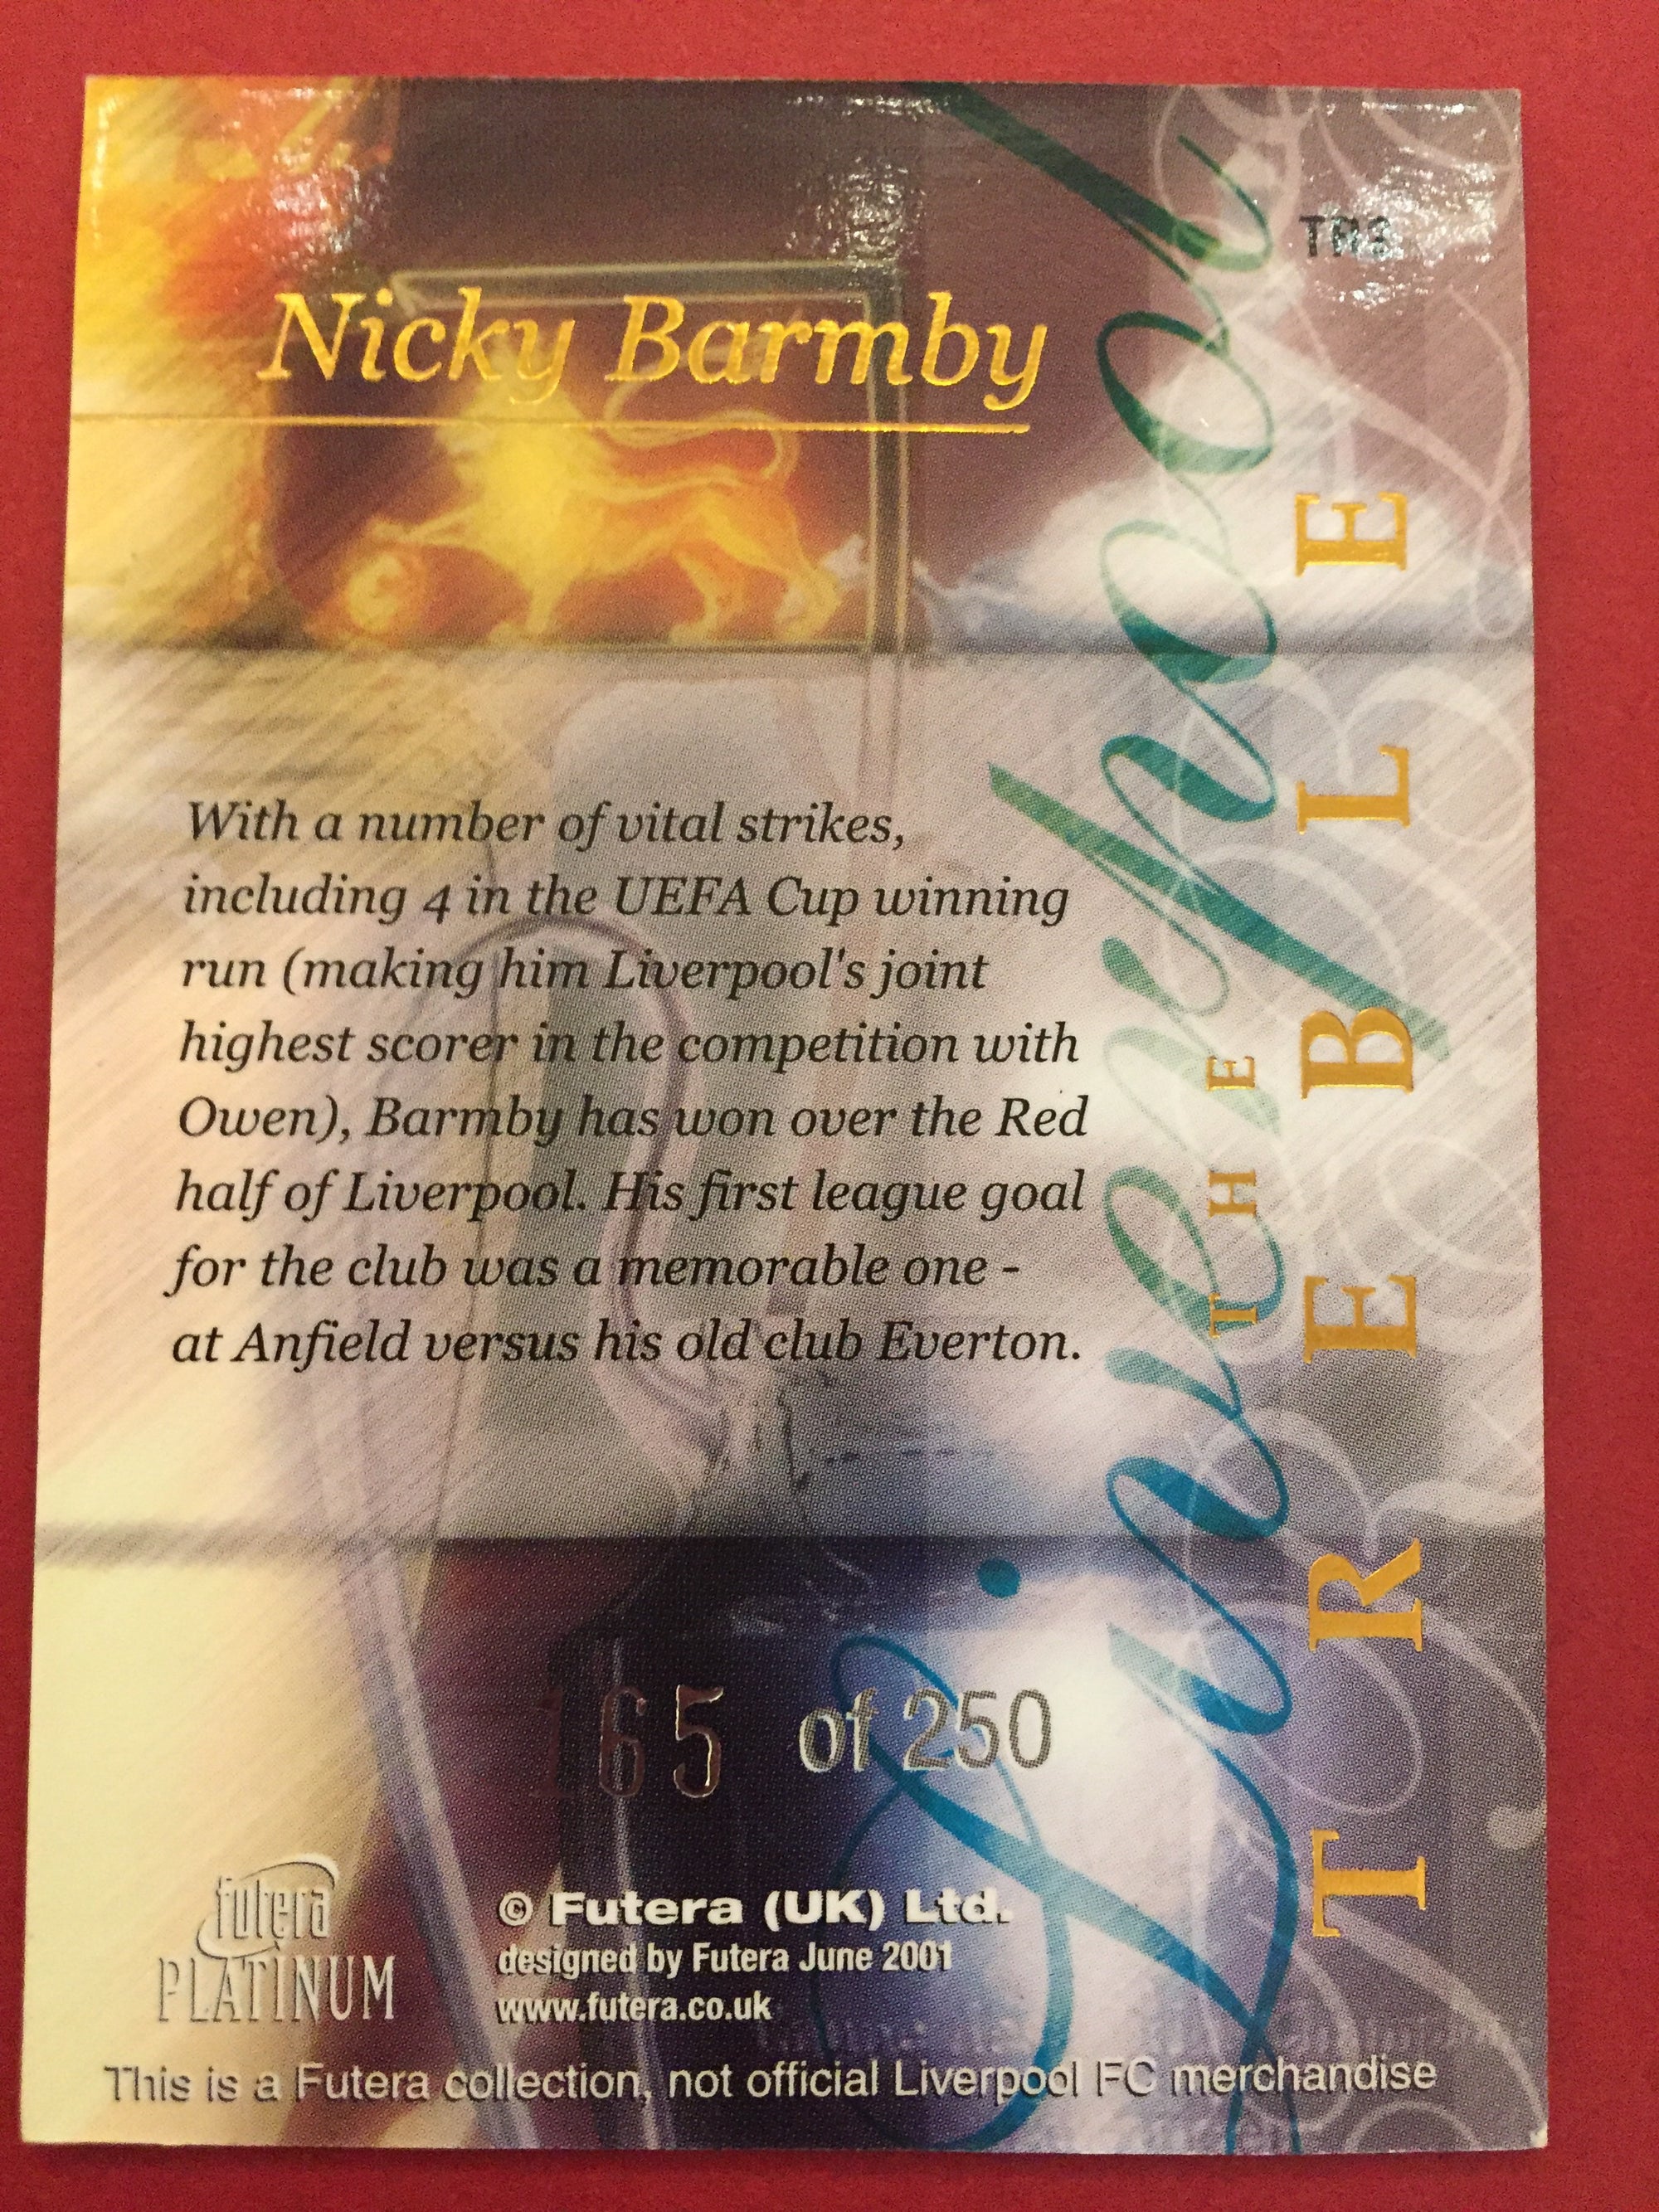 Nicky Barmby
With a number of vital strikes,
including 4 in the UEFA Cup winning
run (making him Liverpool's joint
highest scorer in the competition with
Owen), Barmby has won over the Red
half of Liverpool. His first league goal
for the club was a memorable one -
at Anfield versus his old club Everton.
165 of 250
futera
PLATINUM
© Futera (UK) Ltd.
designed by Futera June 2001
www.futera.co.uk
This is a Futera collection, not official Liverpool FC merchandise
Liverpool
THE
TREBLE